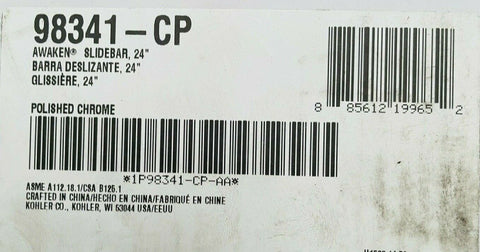 98341-CP
AWAKEN® SLIDEBAR, 24"
BARRA DESLIZANTE, 24"
GLISSIÈRE, 24"
8 85612 19965 2
POLISHED CHROME
*1P98341-CP-AA*
ASME A112.18.1/CSA B125.1
CRAFTED IN CHINA/HECHO EN CHINA/FABRIQUÉ EN CHINE
KOHLER CO., KOHLER, WI 53044 USA/EEUU